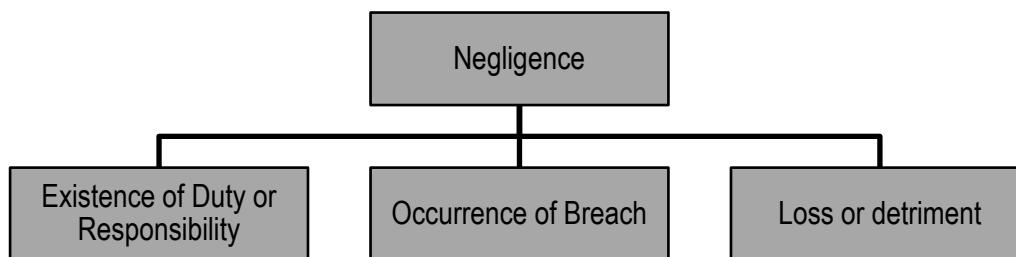 Negligence
Existence of Duty or
Responsibility
Occurrence of Breach
Loss or detriment